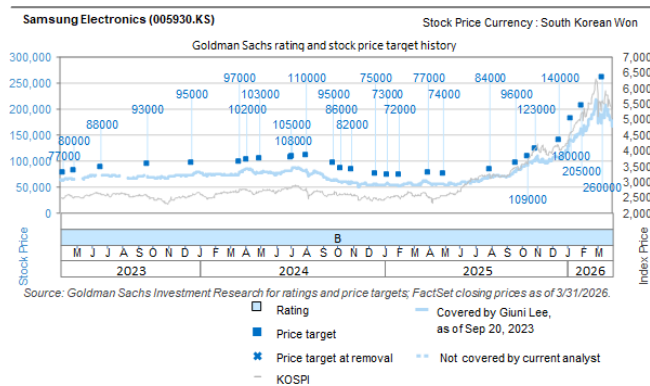 Samsung Electronics (005930.KS)
Stock Price Currency : South Korean Won
Goldman Sachs rating and stock price target history
300,000
250,000
200,000
150,000
100,000
50,000
0
Stock Price
7,000
6,500
6,000
5,500
5,000
4,500
4,000
3,500
3,000
2,500
2,000
Index Price
97000 110000 75000 77000 84000 140000
95000 103000 95000 73000 96000
93000 102000 86000 72000 74000 123000
88000 105000 82000
80000 108000
77000 180000
205000
109000 260000
B
M J J A S O N D J F M A M J J A S O N D J F M A M J J A S O N D J F M
2023 2024 2025 2026
Source: Goldman Sachs Investment Research for ratings and price targets; FactSet closing prices as of 3/31/2026.
Rating
Price target
Price target at removal
KOSPI
Covered by Giuni Lee,
as of Sep 20, 2023
Not covered by current analyst